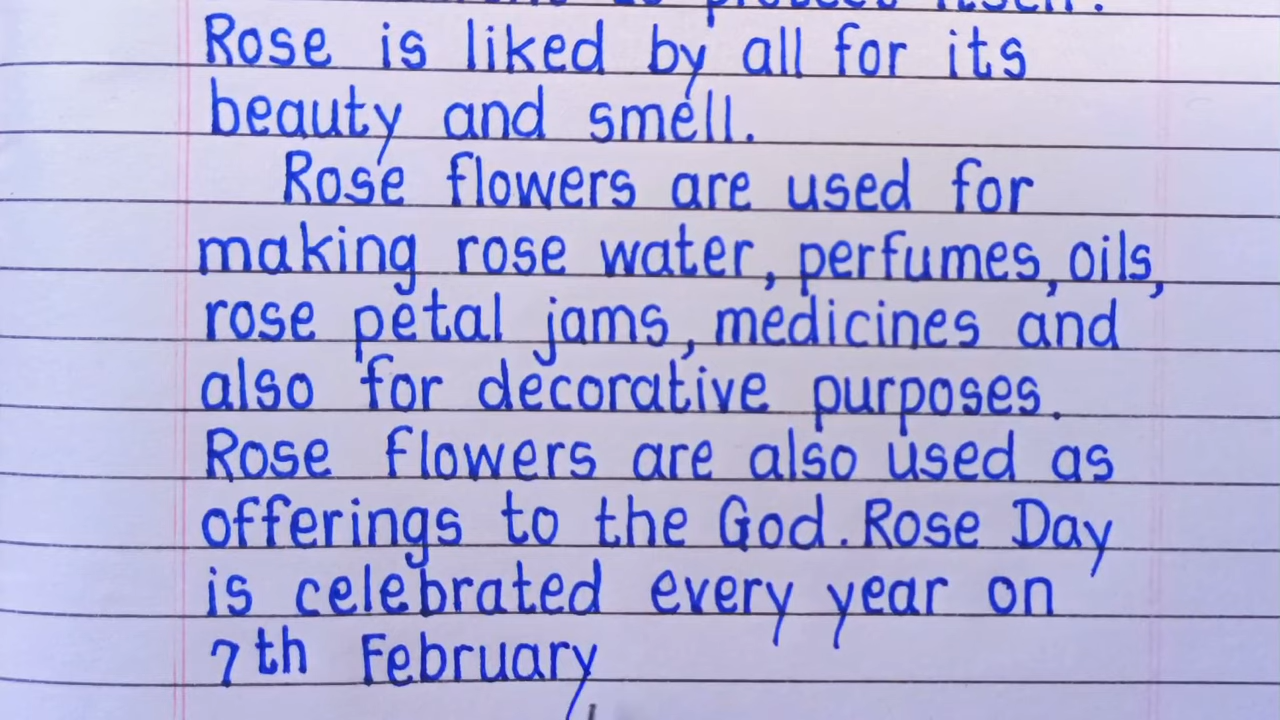 Rose is liked by all for its
beauty and smell.
Rose flowers are used for
making rose water, perfumes, oils,
rose petal jams, medicines and
also for decorative purposes.
Rose flowers are also used as
offerings to the God. Rose Day
is celebrated every year on
7th February